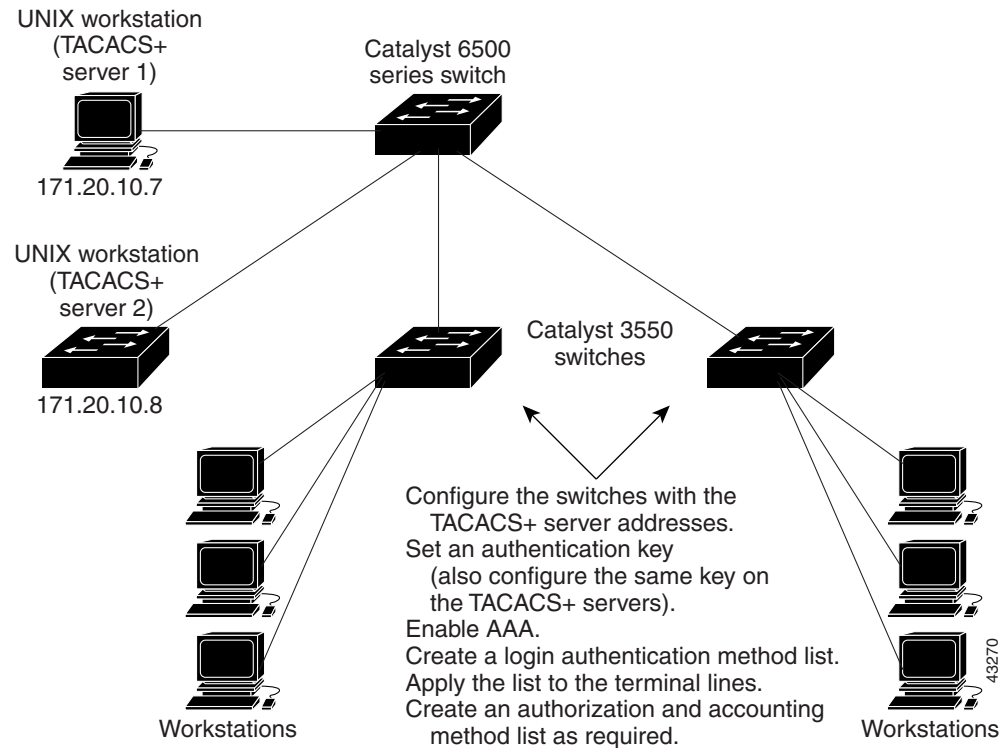 UNIX workstation
(TACACS+
server 1)
Catalyst 6500
series switch
171.20.10.7
UNIX workstation
(TACACS+
server 2)
Catalyst 3550
switches
171.20.10.8
Configure the switches with the
TACACS+ server addresses.
Set an authentication key
(also configure the same key on
the TACACS+ servers).
Enable AAA.
Create a login authentication method list.
Apply the list to the terminal lines.
Create an authorization and accounting
method list as required.
Workstations
Workstations
43270